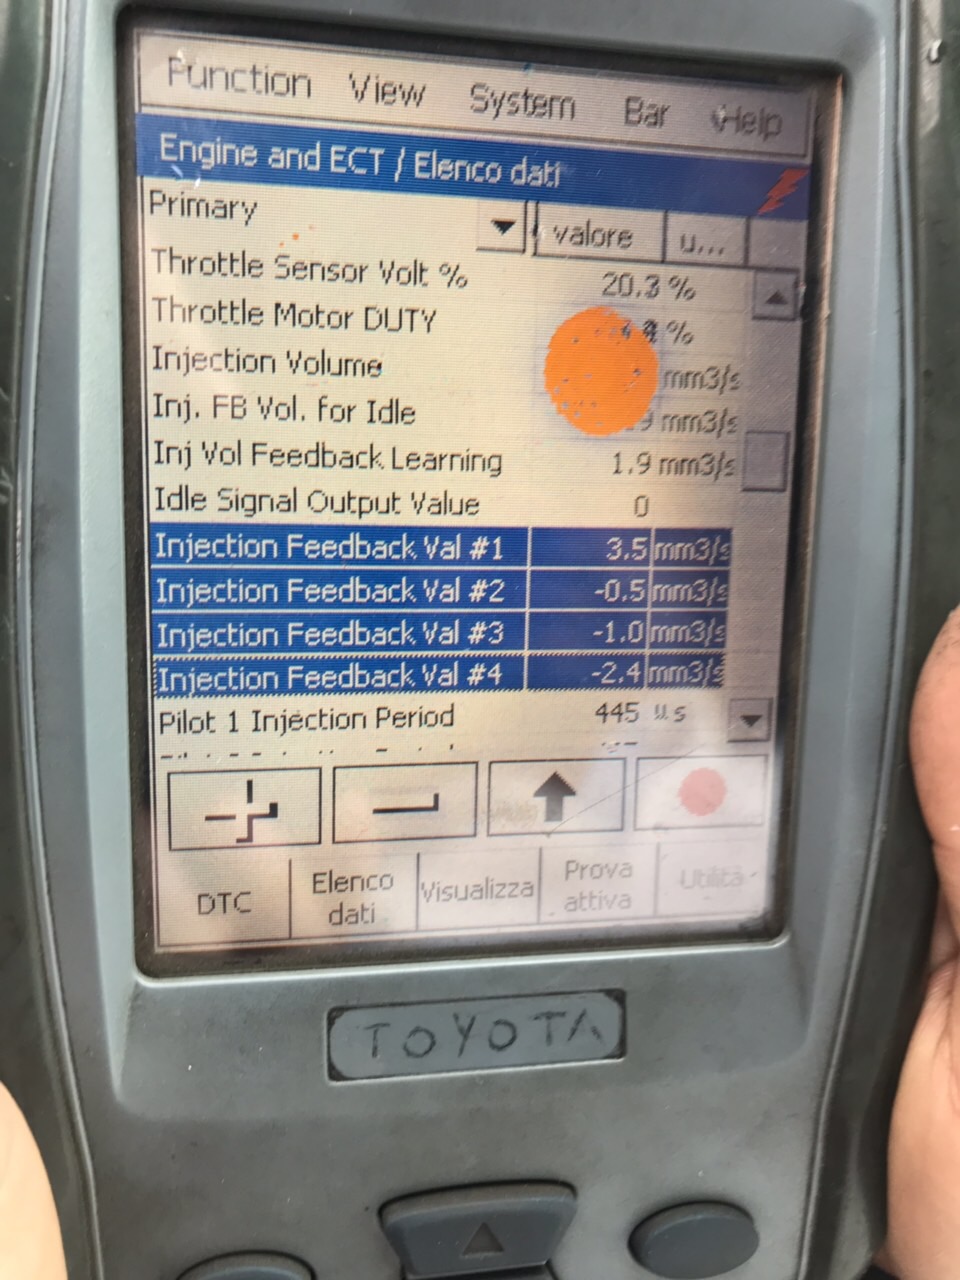 Function View System Bar Help
Engine and ECT / Elenco dati
Primary valore u...
Throttle Sensor Volt % 20.3 %
Throttle Motor DUTY %
Injection Volume mm3/s
Inj. FB Vol. for Idle 9 mm3/s
Inj Vol Feedback Learning 1.9 mm3/s
Idle Signal Output Value 0
Injection Feedback Val #1 3.5 mm3/s
Injection Feedback Val #2 -0.5 mm3/s
Injection Feedback Val #3 -1.0 mm3/s
Injection Feedback Val #4 -2.4 mm3/s
Pilot 1 Injection Period 445 us
DTC Elenco dati Visualizza Prova attiva Utilità
TOYOTA